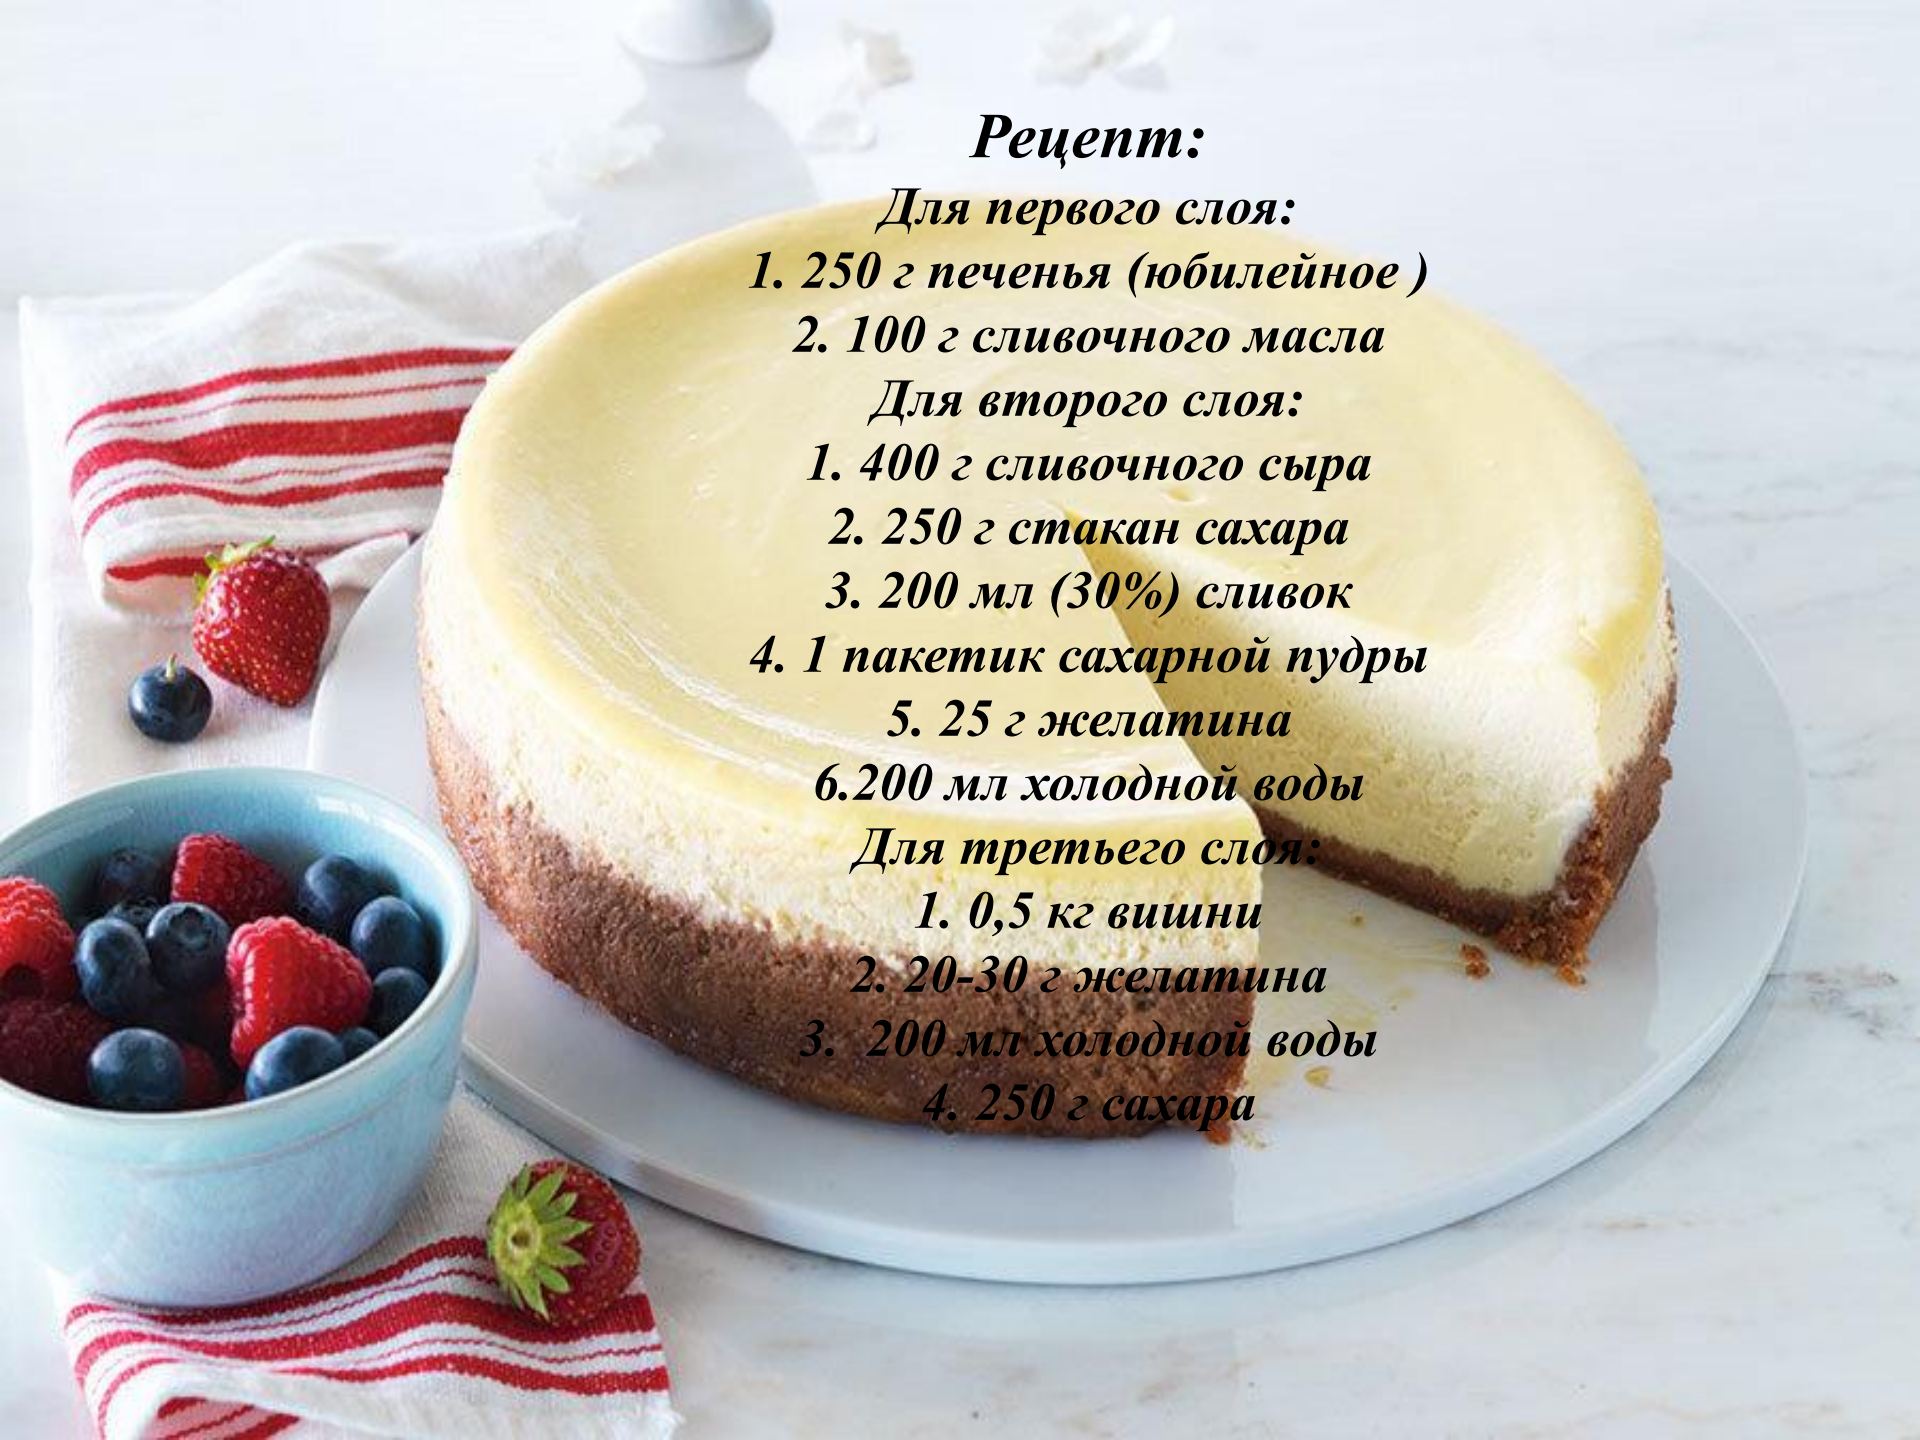 Рецепт:
Для первого слоя:
1. 250 г печенья (юбилейное )
2. 100 г сливочного масла
Для второго слоя:
1. 400 г сливочного сыра
2. 250 г стакан сахара
3. 200 мл (30%) сливок
4. 1 пакетик сахарной пудры
5. 25 г желатина
6.200 мл холодной воды
Для третьего слоя:
1. 0,5 кг вишни
2. 20-30 г желатина
3.  200 мл холодной воды
4. 250 г сахара